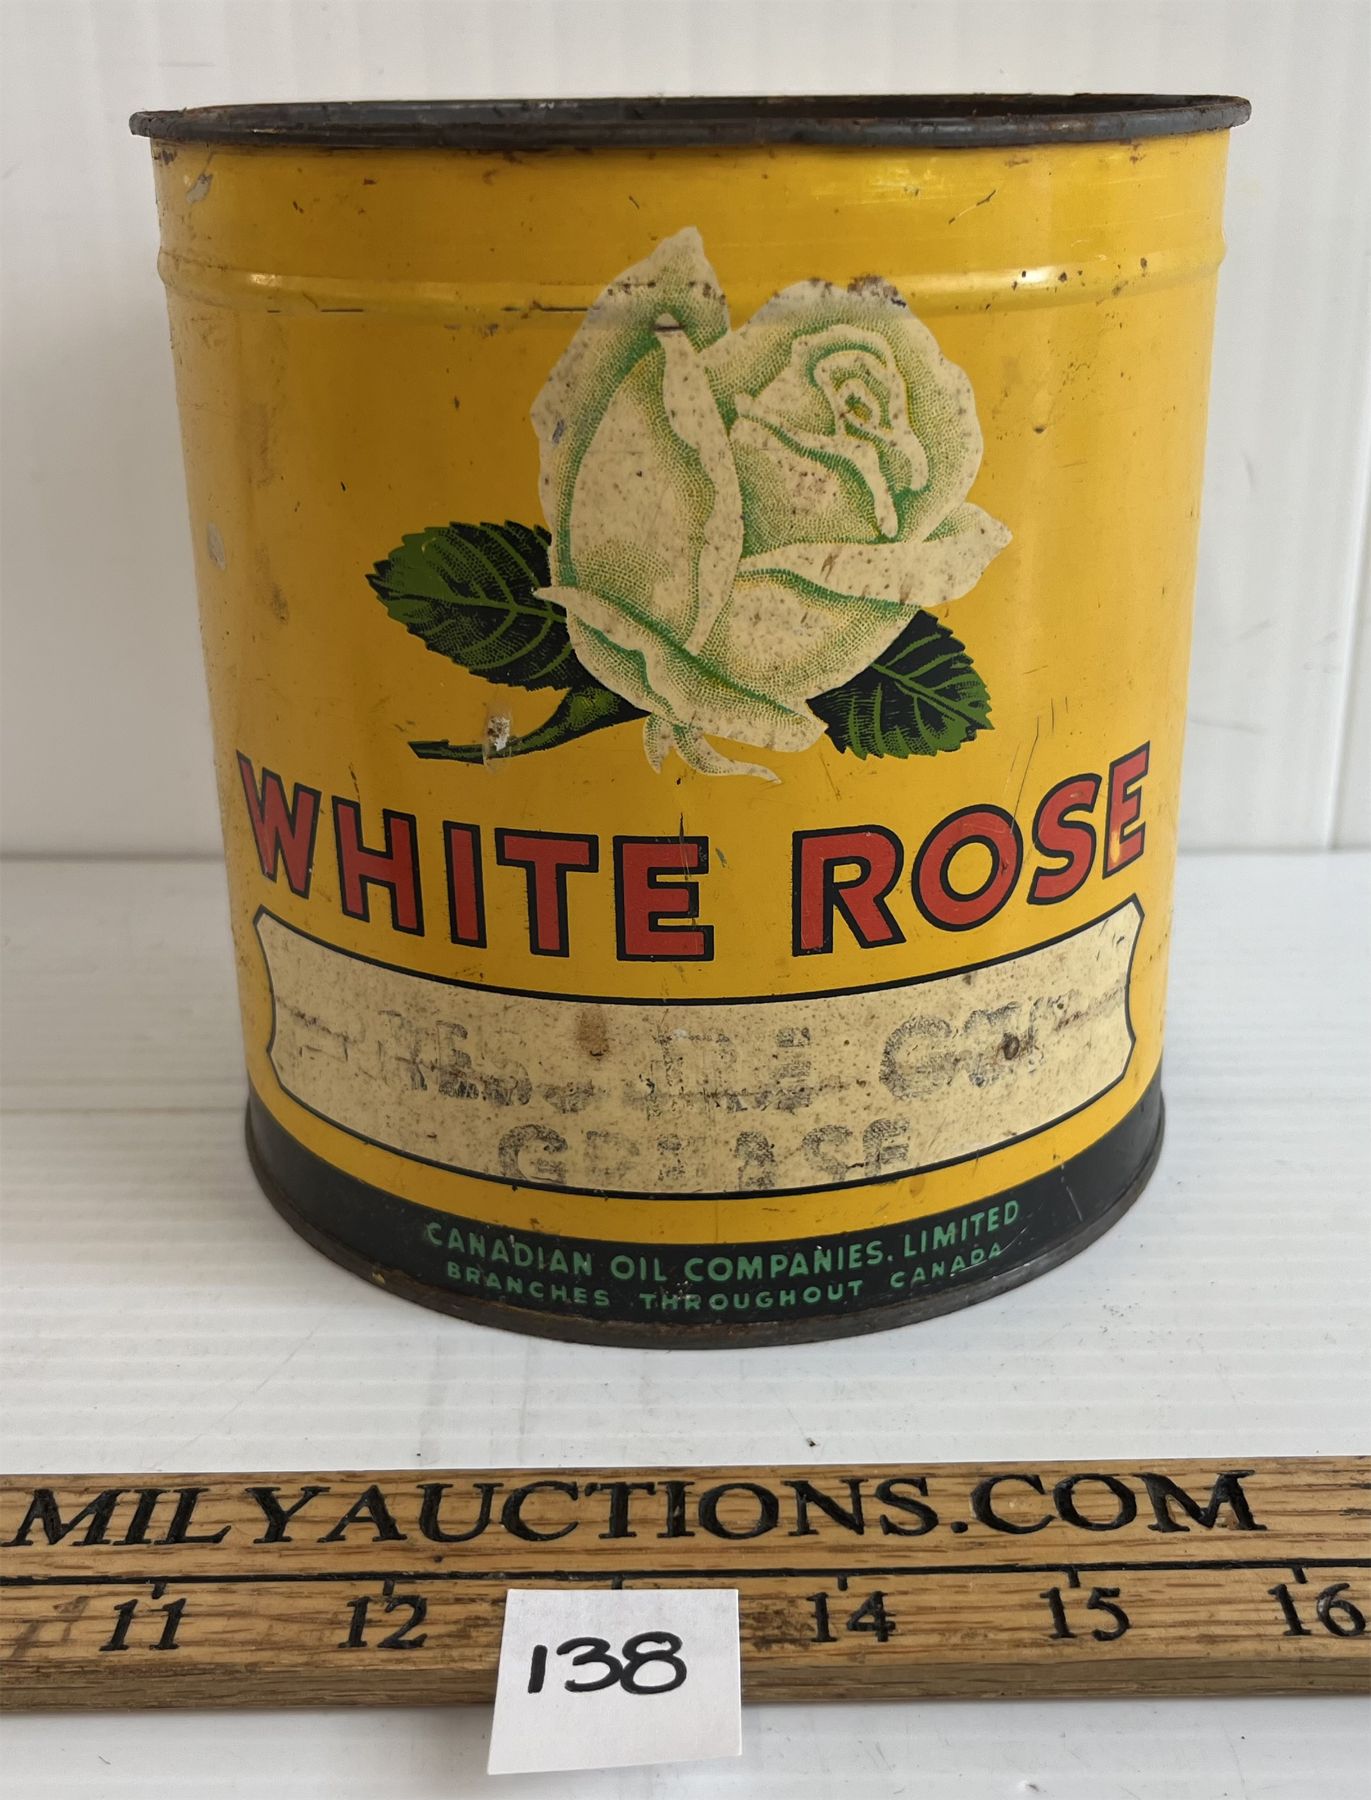 WHITE ROSE
GREASE
CANADIAN OIL COMPANIES, LIMITED
BRANCHES THROUGHOUT CANADA
MILYAUCTIONS.COM
11 12 14 15 16
138